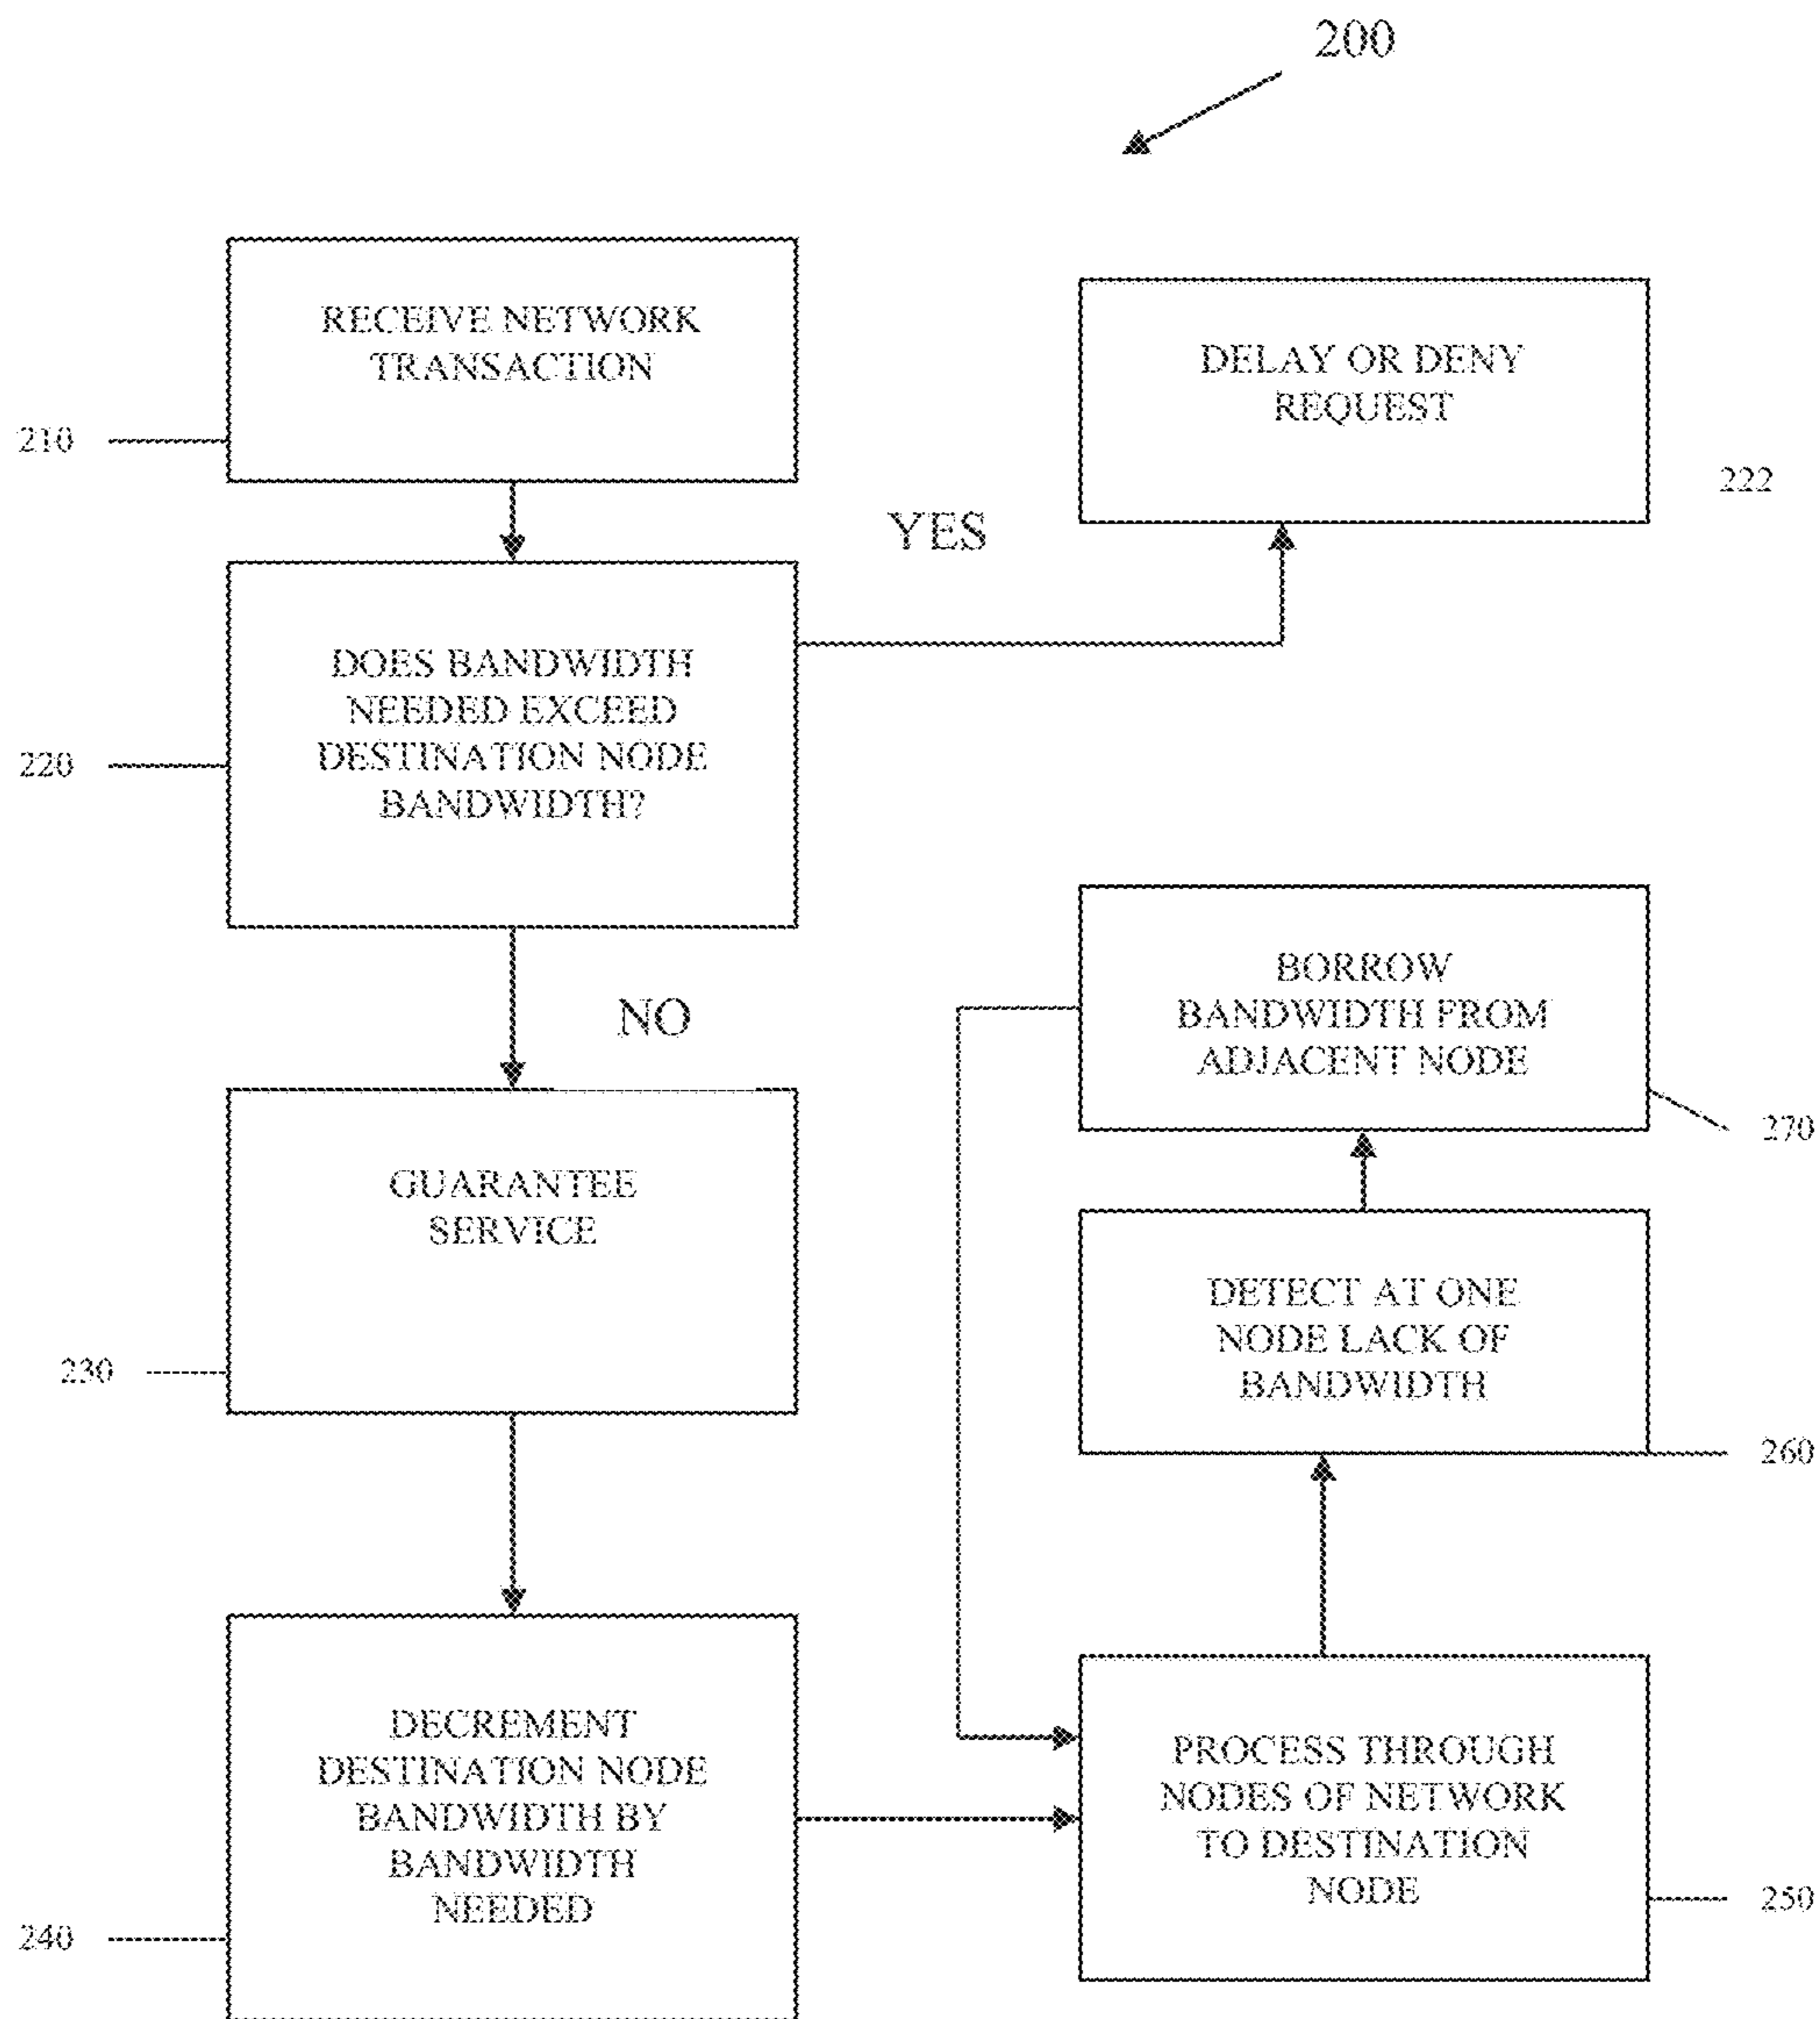 200
RECEIVE NETWORK
TRANSACTION
210
DELAY OR DENY
REQUEST
222
YES
DOES BANDWIDTH
NEEDED EXCEED
DESTINATION NODE
BANDWIDTH?
220
NO
BORROW
BANDWIDTH FROM
ADJACENT NODE
270
GUARANTEE
SERVICE
230
DETECT AT ONE
NODE LACK OF
BANDWIDTH
260
DECREMENT
DESTINATION NODE
BANDWIDTH BY
BANDWIDTH
NEEDED
240
PROCESS THROUGH
NODES OF NETWORK
TO DESTINATION
NODE
250